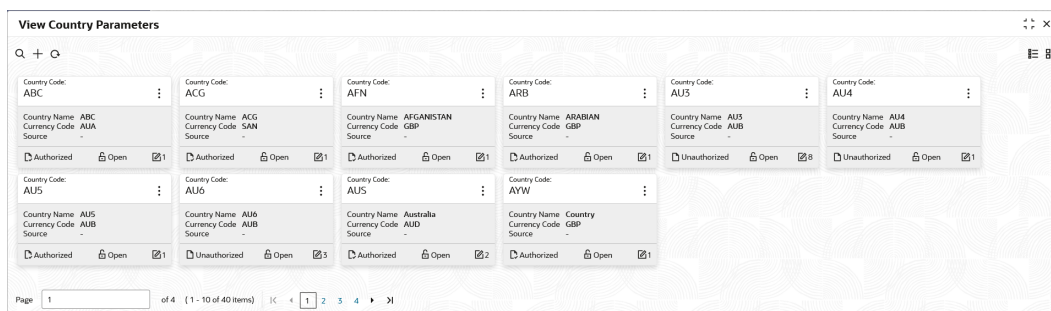 View Country Parameters
Country Code:
ABC
Country Name ABC
Currency Code AUA
Source -
Authorized Open 1
Country Code:
ACG
Country Name ACG
Currency Code SAN
Source -
Authorized Open 1
Country Code:
AFN
Country Name AFGANISTAN
Currency Code GBP
Source -
Authorized Open 1
Country Code:
ARB
Country Name ARABIAN
Currency Code GBP
Source -
Authorized Open 1
Country Code:
AU3
Country Name AU3
Currency Code AUB
Source -
Unauthorized Open 8
Country Code:
AU4
Country Name AU4
Currency Code AUB
Source -
Unauthorized Open 1
Country Code:
AU5
Country Name AU5
Currency Code AUB
Source -
Authorized Open 1
Country Code:
AU6
Country Name AU6
Currency Code AUB
Source -
Unauthorized Open 3
Country Code:
AUS
Country Name Australia
Currency Code AUD
Source -
Authorized Open 2
Country Code:
AYW
Country Name Country
Currency Code GBP
Source -
Authorized Open 1
Page 1 of 4 ( 1 - 10 of 40 items) 1 2 3 4